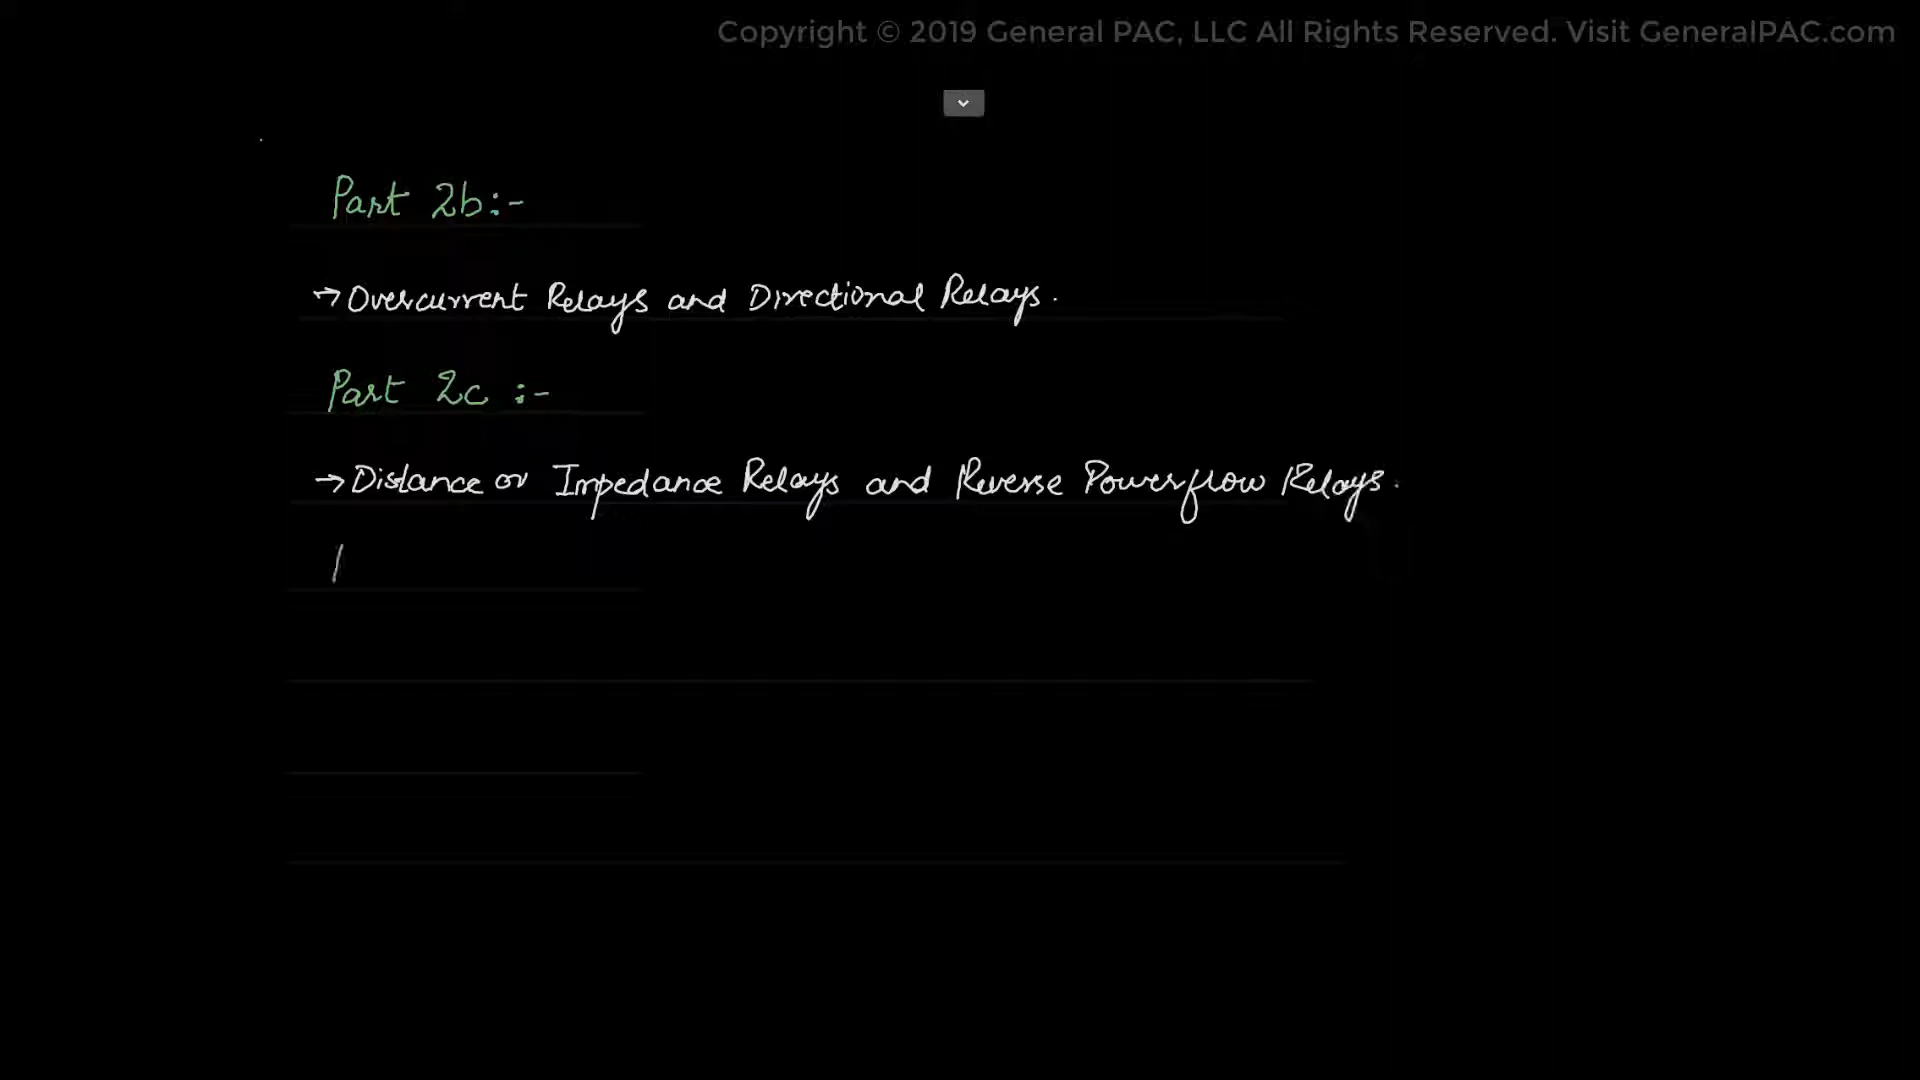 Copyright © 2019 General PAC, LLC All Rights Reserved. Visit GeneralPAC.com
Part 2b:-
→ Overcurrent Relays and Directional Relays.
Part 2c :-
→ Distance or Impedance Relays and Reverse Powerflow Relays.